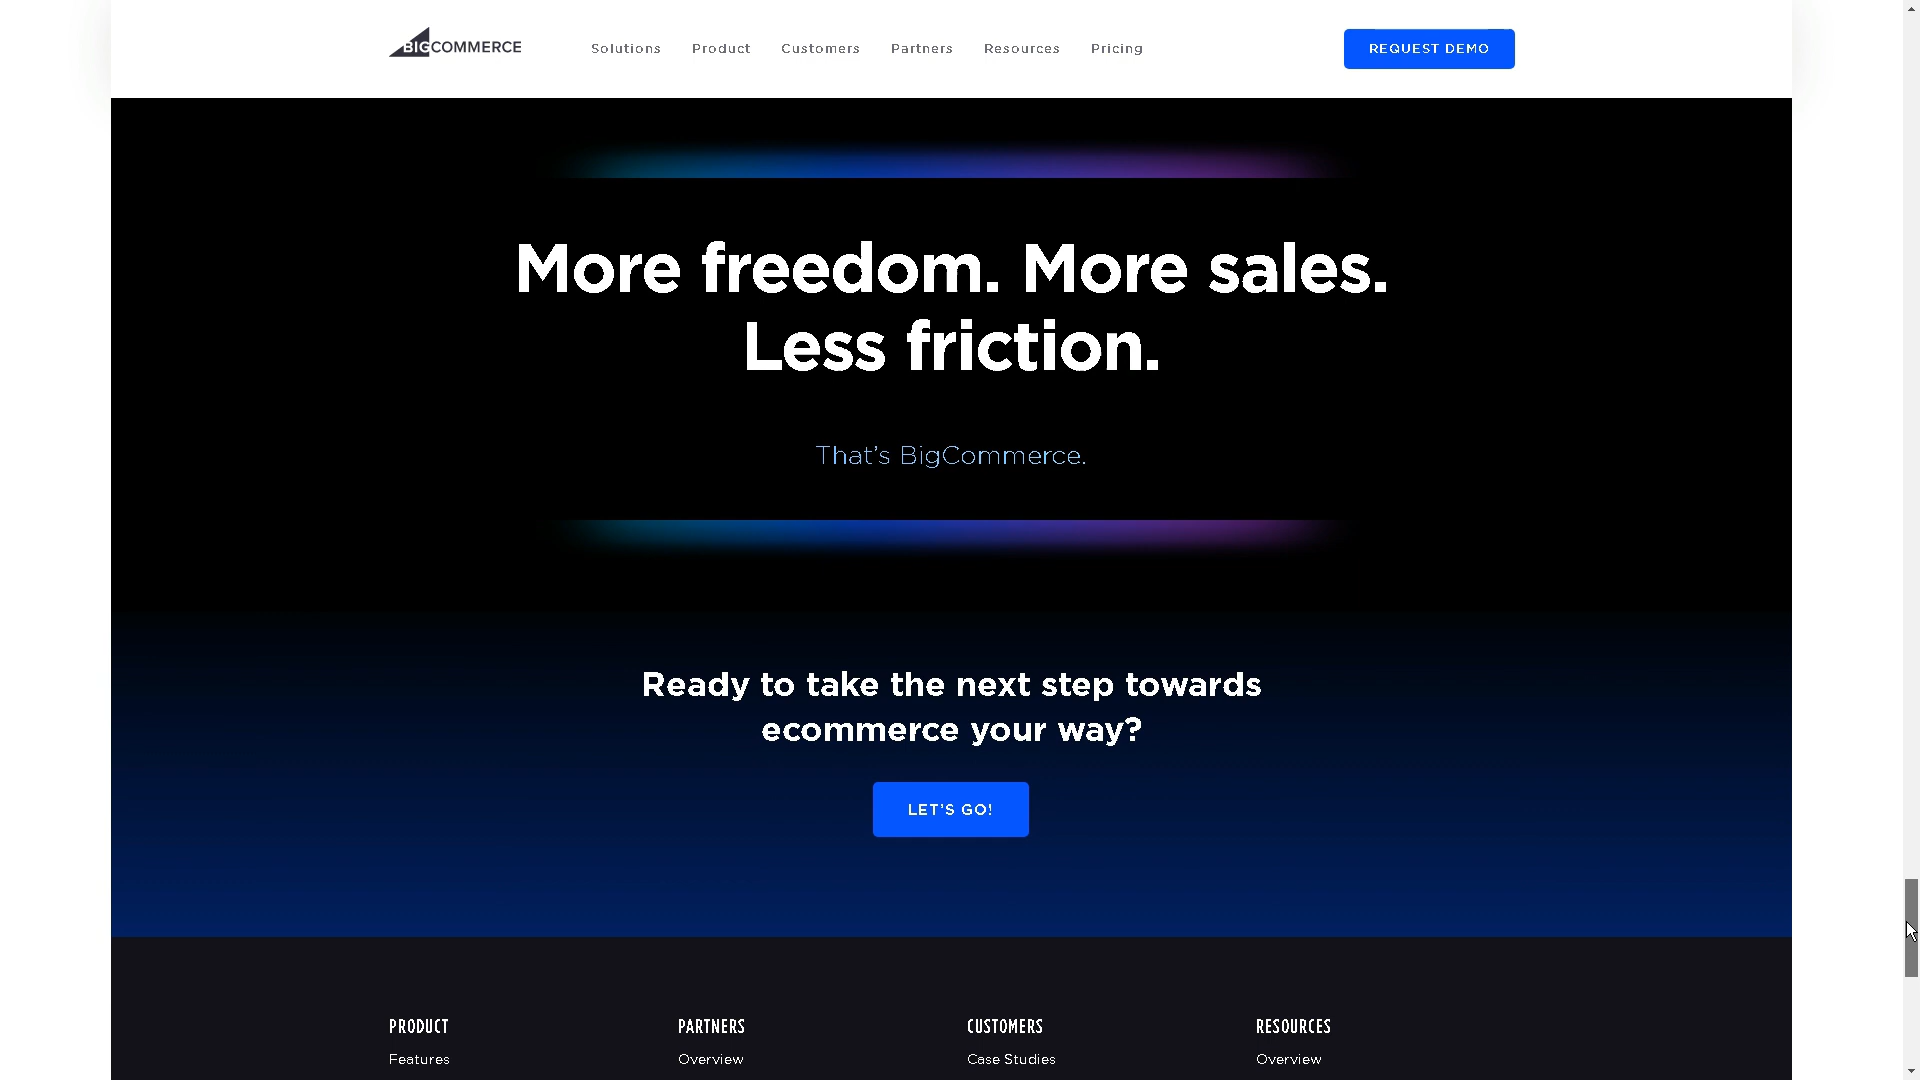 BIGCOMMERCE
Solutions Product Customers Partners Resources Pricing
REQUEST DEMO
More freedom. More sales.
Less friction.
That's BigCommerce.
Ready to take the next step towards
ecommerce your way?
LET'S GO!
PRODUCT PARTNERS CUSTOMERS RESOURCES
Features Overview Case Studies Overview